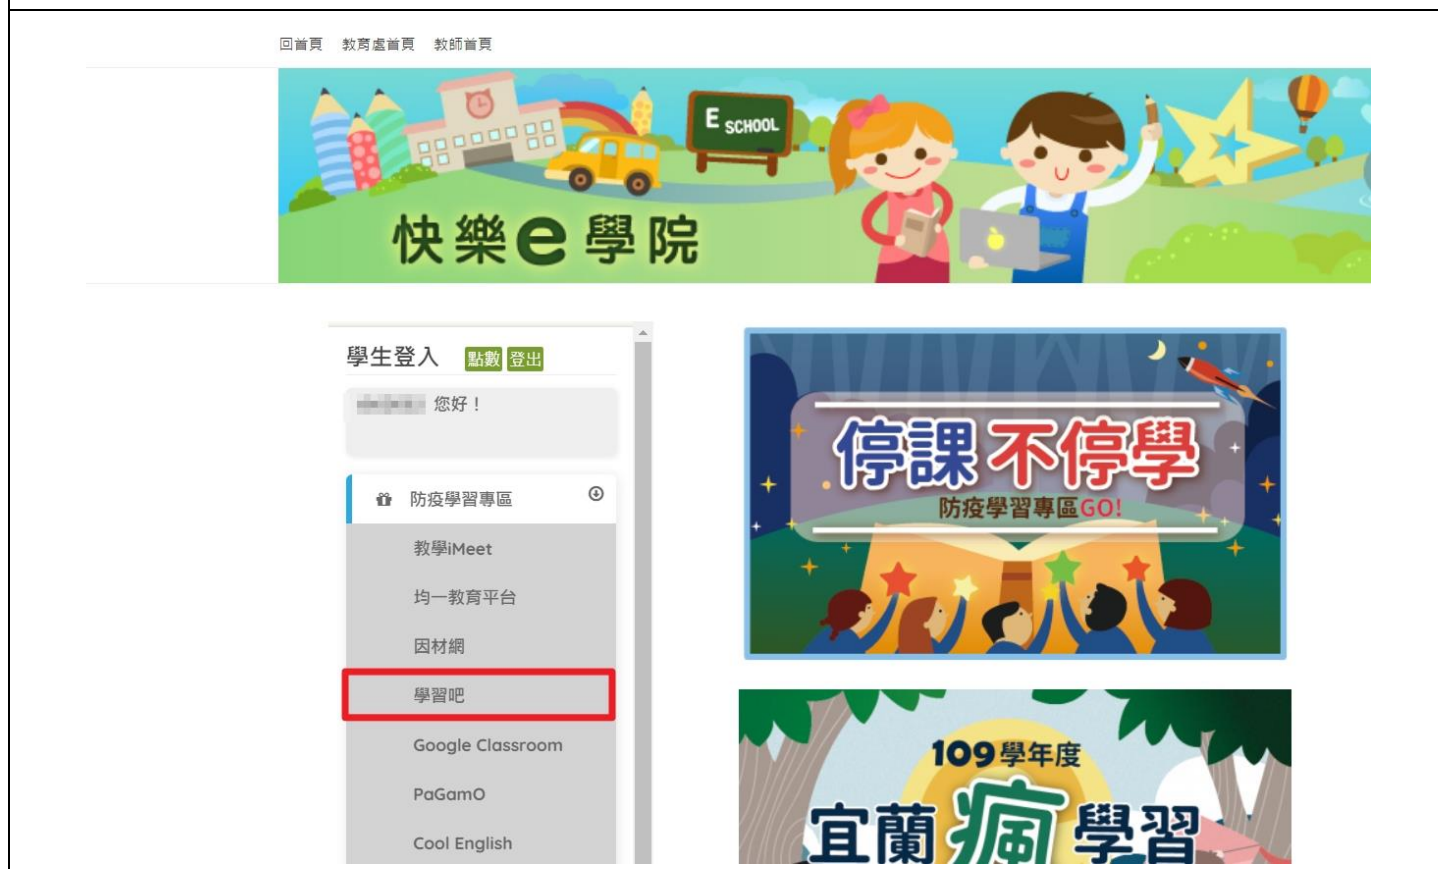 回首頁 教育處首頁 教師首頁
E SCHOOL
快樂e學院
學生登入 點數 登出
您好！
防疫學習專區
教學iMeet
均一教育平台
因材網
學習吧
Google Classroom
PaGamO
Cool English
停課不停學
防疫學習專區GO!
109學年度
宜蘭瘋學習